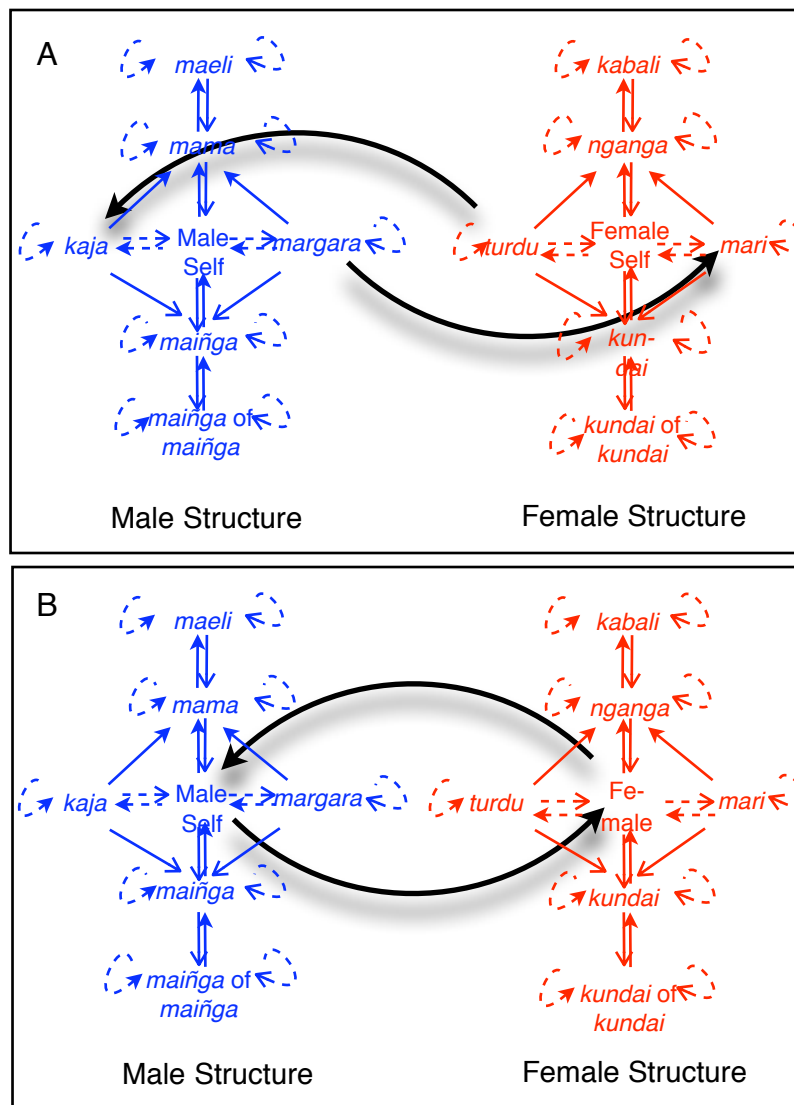 A
maeli
kabali
mama
nganga
kaja
Male
Self
margara
turdu
Female
Self
mari
maiñga
kun-
dai
maiñga of
maiñga
kundai of
kundai
Male Structure
Female Structure
B
maeli
kabali
mama
nganga
kaja
Male
Self
margara
turdu
Fe-
male
mari
maiñga
kundai
maiñga of
maiñga
kundai of
kundai
Male Structure
Female Structure